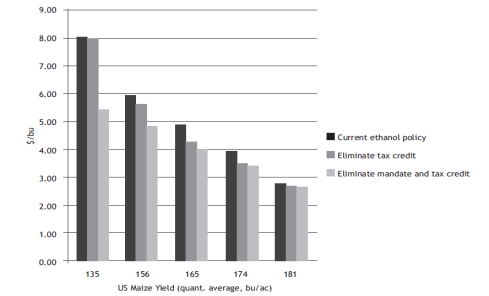 9.00
8.00
7.00
6.00
5.00
4.00
3.00
2.00
1.00
0.00
$/bu
135 156 165 174 181
US Maize Yield (quant. average, bu/ac)
Current ethanol policy
Eliminate tax credit
Eliminate mandate and tax credit